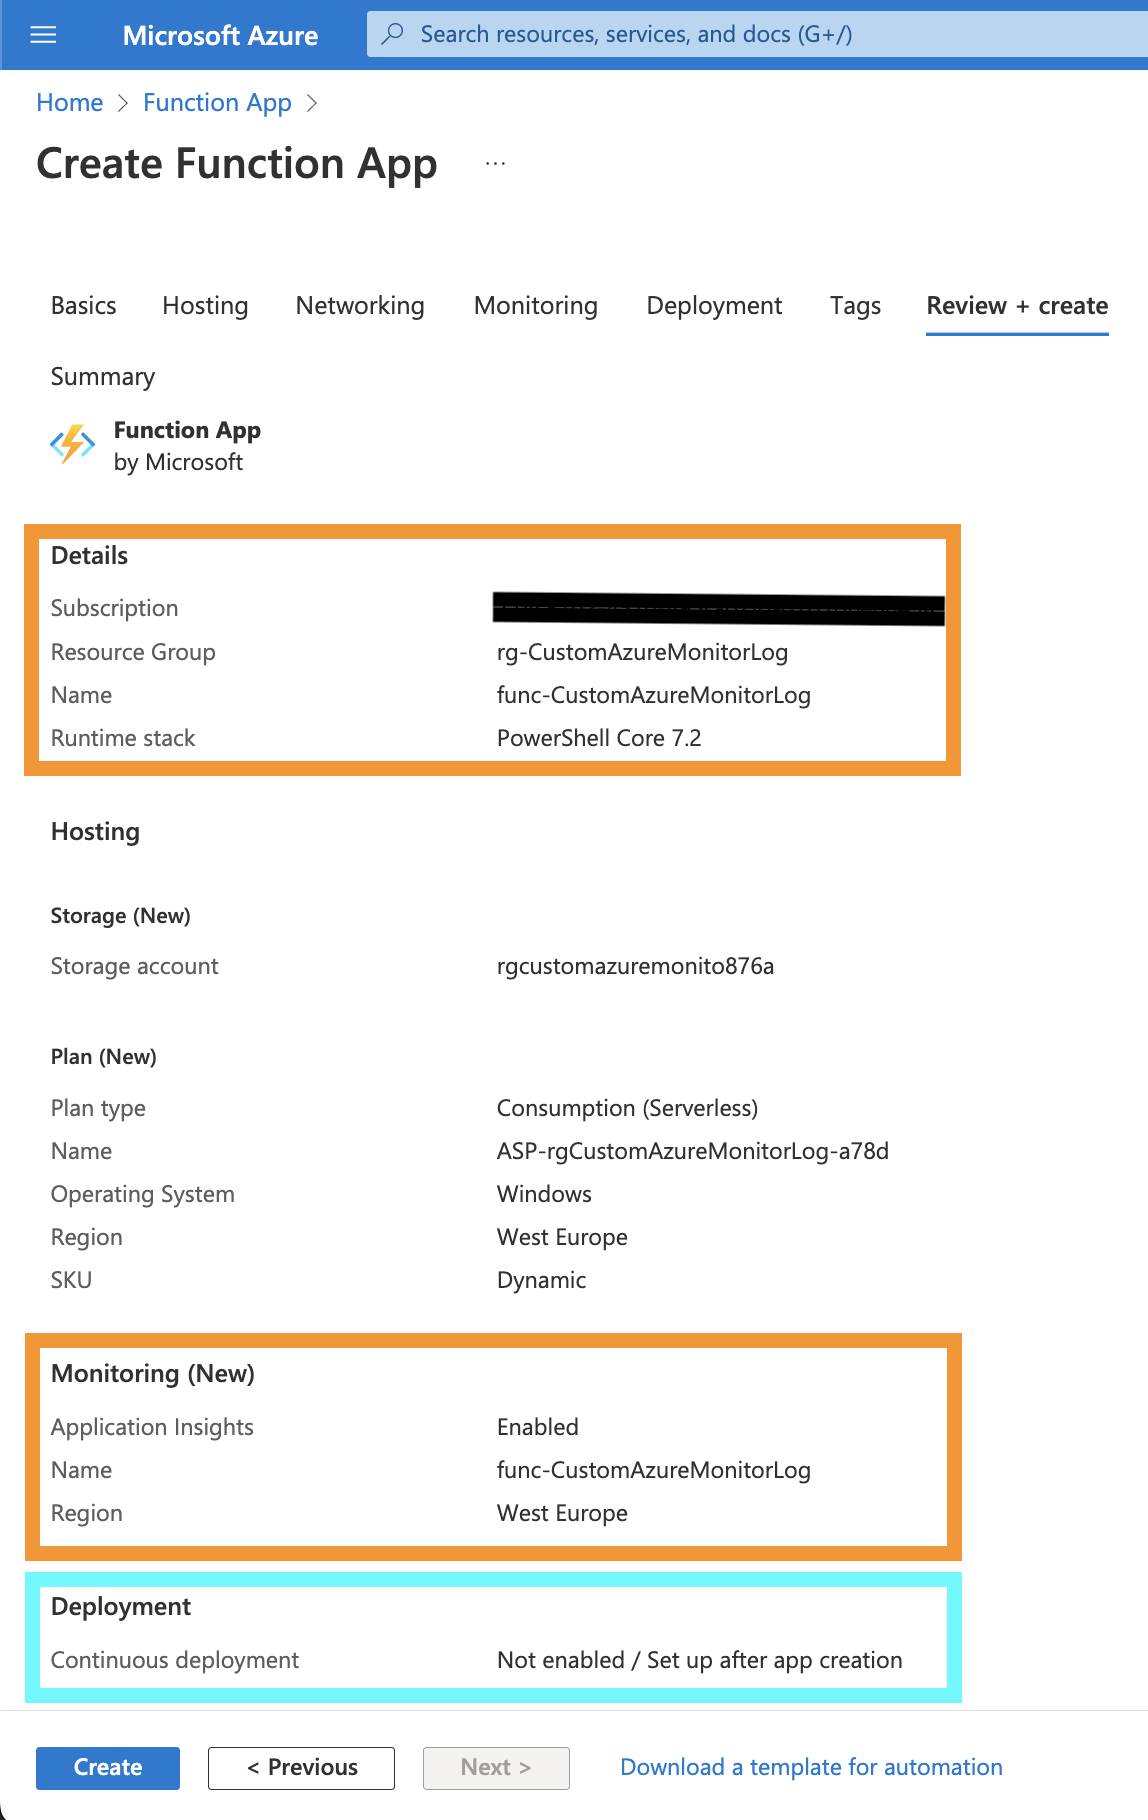 Microsoft Azure
Search resources, services, and docs (G+/)
Home > Function App >
Create Function App ...
Basics Hosting Networking Monitoring Deployment Tags Review + create
Summary
Function App
by Microsoft
Details
Subscription
Resource Group rg-CustomAzureMonitorLog
Name func-CustomAzureMonitorLog
Runtime stack PowerShell Core 7.2
Hosting
Storage (New)
Storage account rgcustomazuremonito876a
Plan (New)
Plan type Consumption (Serverless)
Name ASP-rgCustomAzureMonitorLog-a78d
Operating System Windows
Region West Europe
SKU Dynamic
Monitoring (New)
Application Insights Enabled
Name func-CustomAzureMonitorLog
Region West Europe
Deployment
Continuous deployment Not enabled / Set up after app creation
Create < Previous Next > Download a template for automation